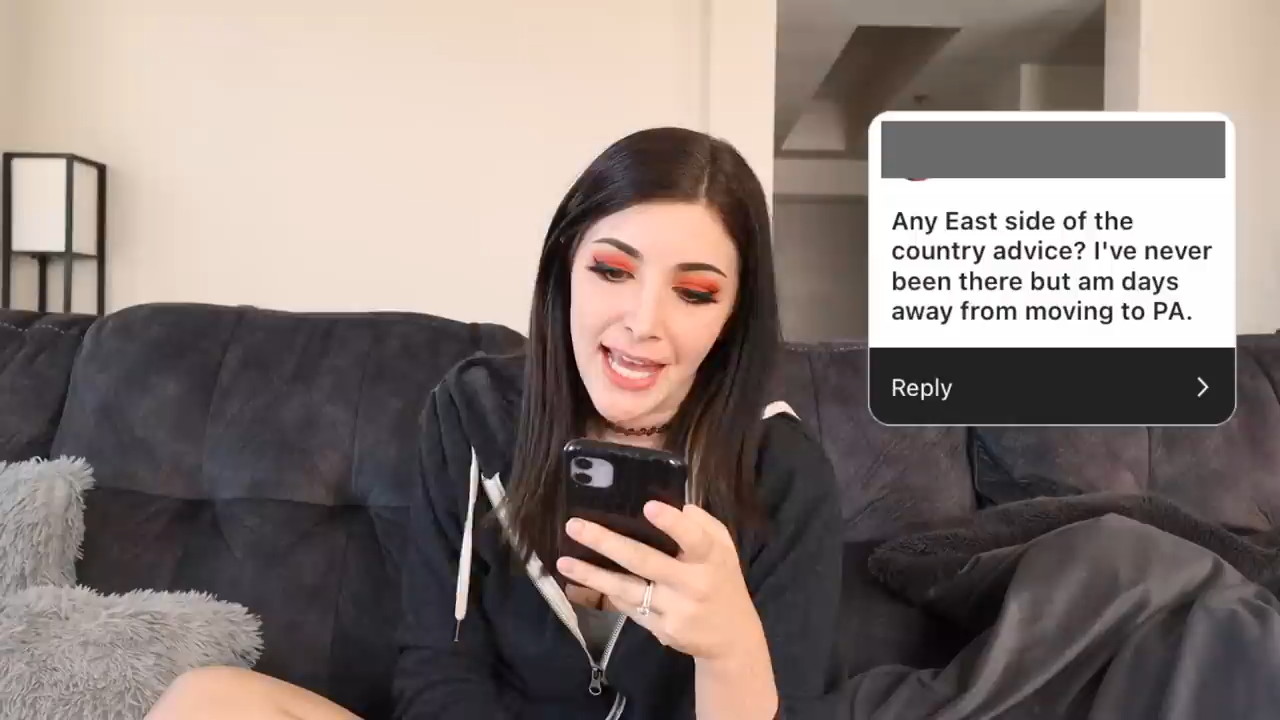 Any East side of the
country advice? I've never
been there but am days
away from moving to PA.
Reply